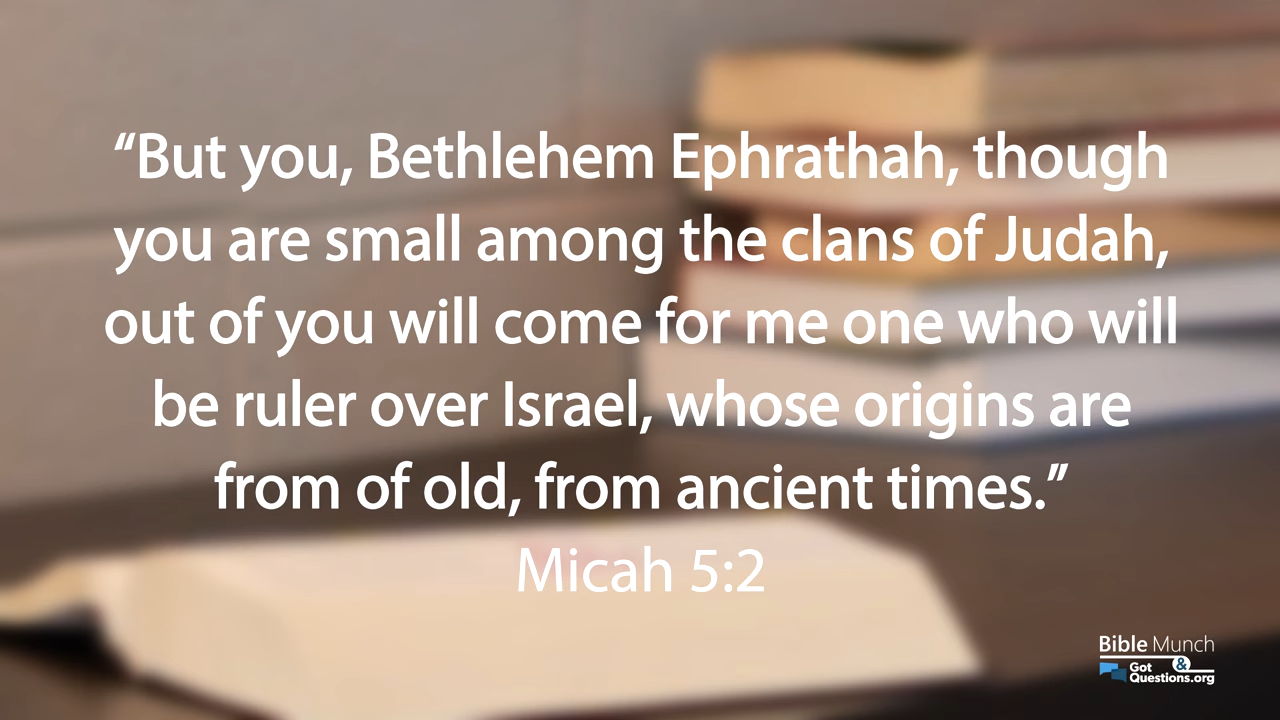 “But you, Bethlehem Ephrathah, though
you are small among the clans of Judah,
out of you will come for me one who will
be ruler over Israel, whose origins are
from of old, from ancient times.”
Micah 5:2
Bible Munch
&
Got
Questions.org